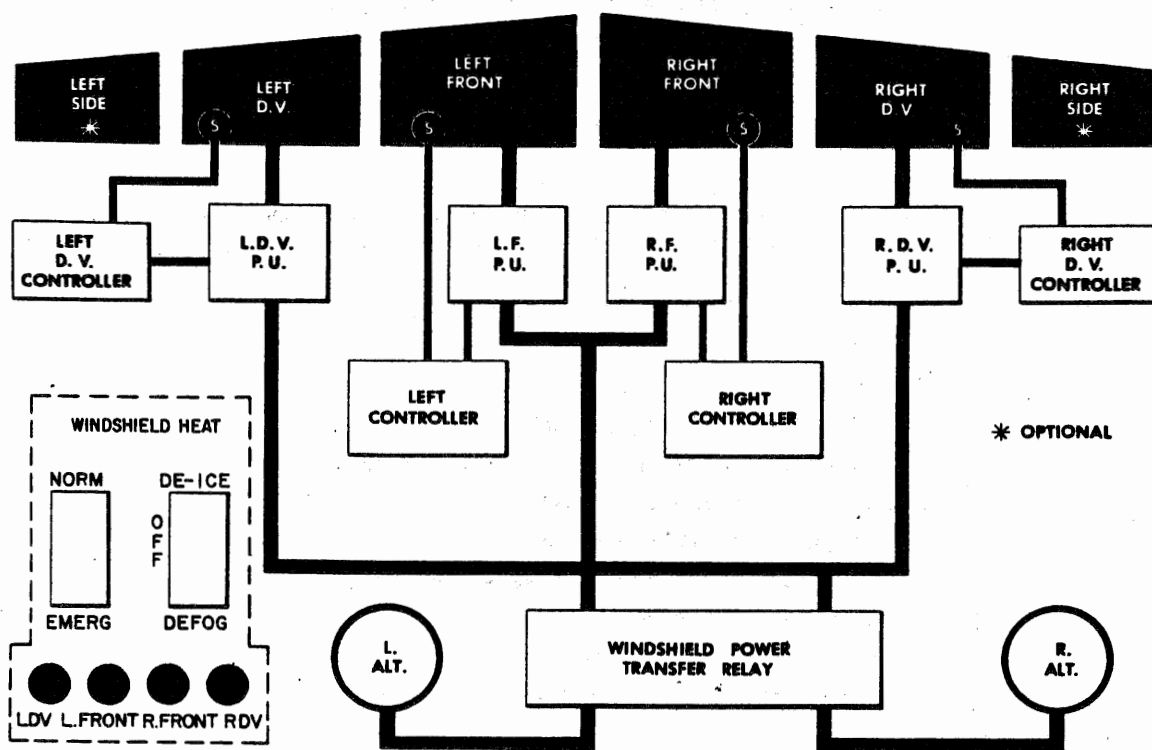 LEFT
SIDE
✳
LEFT
D.V.
S
LEFT
FRONT
S
RIGHT
FRONT
S
RIGHT
D V
S
RIGHT
SIDE
✳
LEFT
D. V.
CONTROLLER
L. D. V.
P. U.
L. F.
P.U.
R. F.
P.U.
R. D. V.
P. U.
RIGHT
D. V.
CONTROLLER
LEFT
CONTROLLER
RIGHT
CONTROLLER
✳ OPTIONAL
WINDSHIELD HEAT
NORM
EMERG
DE-ICE
OFF
DEFOG
LDV L.FRONT R.FRONT RDV
L.
ALT.
WINDSHIELD POWER
TRANSFER RELAY
R.
ALT.